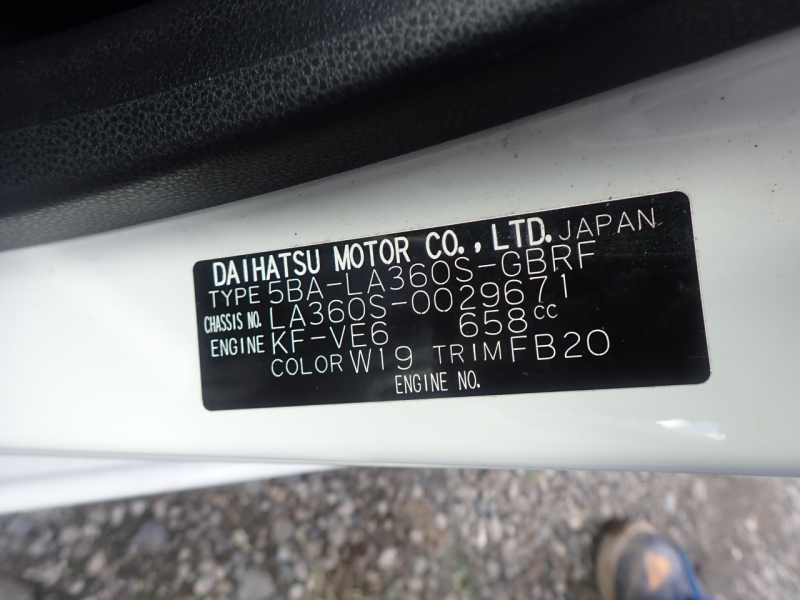 DAIHATSU MOTOR CO., LTD. JAPAN
TYPE 5BA-LA360S-GBRF
CHASSIS NO. LA360S-0029671
ENGINE KF-VE6 658cc
COLOR W19 TRIM FB20
ENGINE NO.